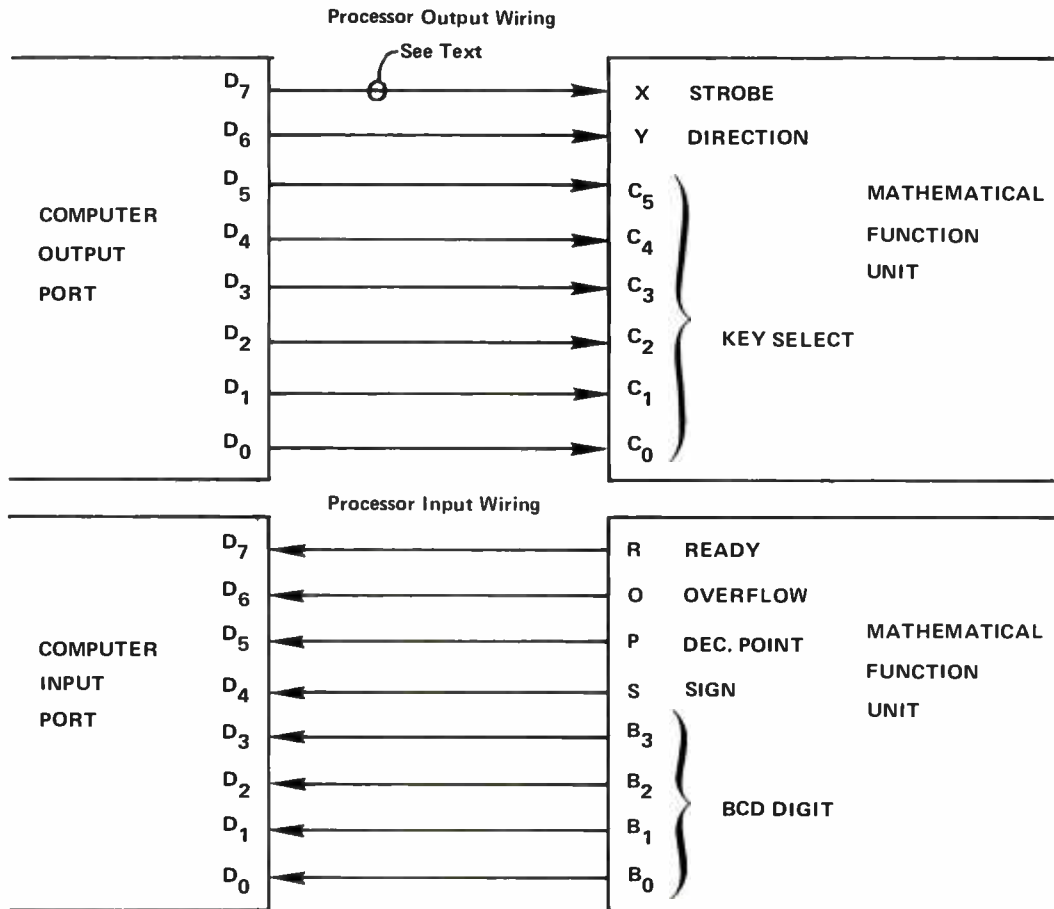 Processor Output Wiring
See Text
D7 X STROBE
D6 Y DIRECTION
D5 C5
D4 C4
D3 C3
D2 C2
D1 C1
D0 C0
COMPUTER
OUTPUT
PORT
KEY SELECT
MATHEMATICAL
FUNCTION
UNIT
Processor Input Wiring
D7 R READY
D6 O OVERFLOW
D5 P DEC. POINT
D4 S SIGN
D3 B3
D2 B2
D1 B1
D0 B0
COMPUTER
INPUT
PORT
BCD DIGIT
MATHEMATICAL
FUNCTION
UNIT